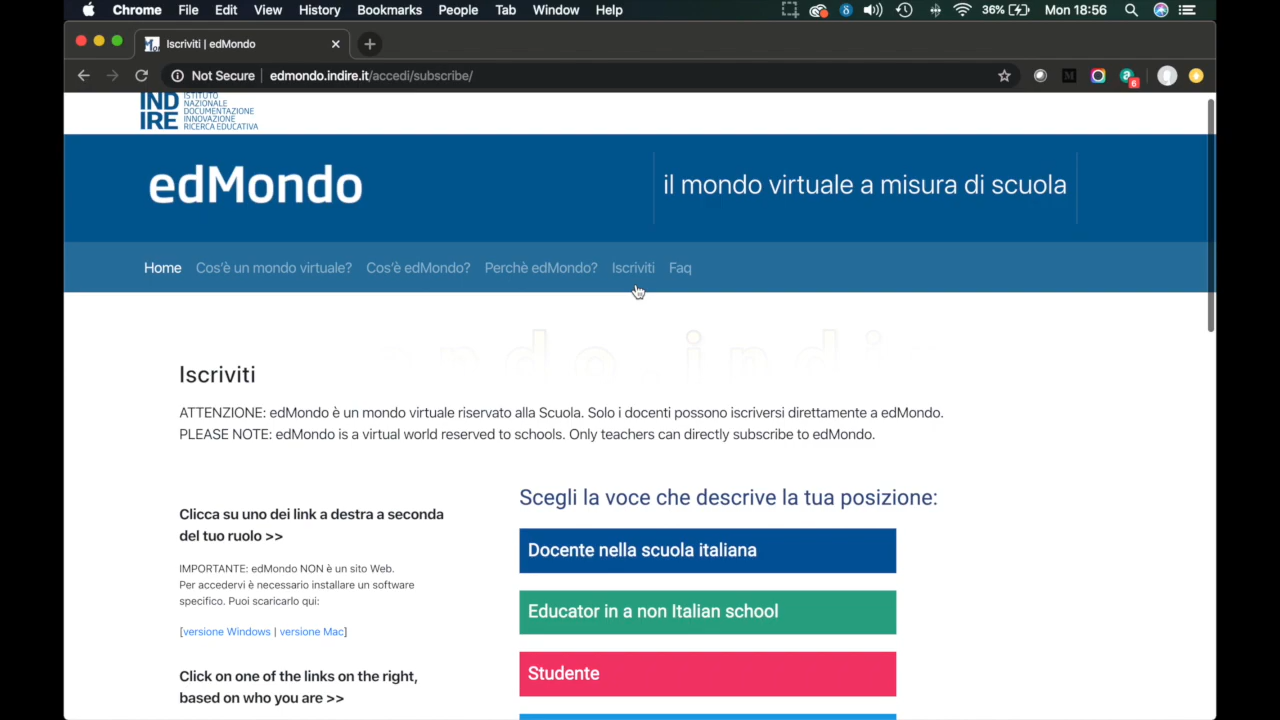 Chrome File Edit View History Bookmarks People Tab Window Help 36% Mon 18:56
Iscriviti | edMondo
Not Secure edmondo.indire.it/accedi/subscribe/
6
IND IRE
ISTITUTO
NAZIONALE
DOCUMENTAZIONE
INNOVAZIONE
RICERCA EDUCATIVA
edMondo
il mondo virtuale a misura di scuola
Home Cos'è un mondo virtuale? Cos'è edMondo? Perchè edMondo? Iscriviti Faq
Iscriviti
ATTENZIONE: edMondo è un mondo virtuale riservato alla Scuola. Solo i docenti possono iscriversi direttamente a edMondo.
PLEASE NOTE: edMondo is a virtual world reserved to schools. Only teachers can directly subscribe to edMondo.
Clicca su uno dei link a destra a seconda
del tuo ruolo >>
IMPORTANTE: edMondo NON è un sito Web.
Per accedervi è necessario installare un software
specifico. Puoi scaricarlo qui:
[versione Windows | versione Mac]
Click on one of the links on the right,
based on who you are >>
Scegli la voce che descrive la tua posizione:
Docente nella scuola italiana
Educator in a non Italian school
Studente